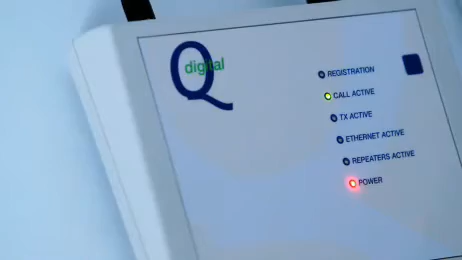 Q
digital
REGISTRATION
CALL ACTIVE
TX ACTIVE
ETHERNET ACTIVE
REPEATERS ACTIVE
POWER